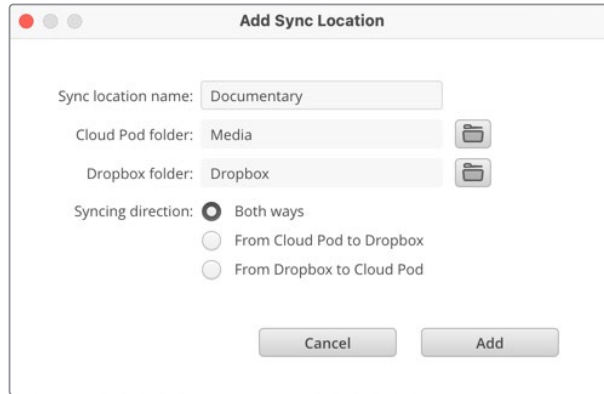 Add Sync Location
Sync location name: Documentary
Cloud Pod folder: Media
Dropbox folder: Dropbox
Syncing direction: Both ways
From Cloud Pod to Dropbox
From Dropbox to Cloud Pod
Cancel Add